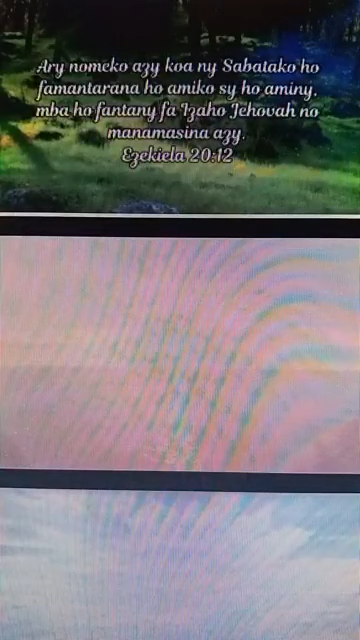 Ary nomeko azy koa ny Sabatako ho
famantarana ho amiko sy ho aminy,
mba ho fantany fa Izaho Jehovah no
manamasina azy.
Ezekiela 20:12